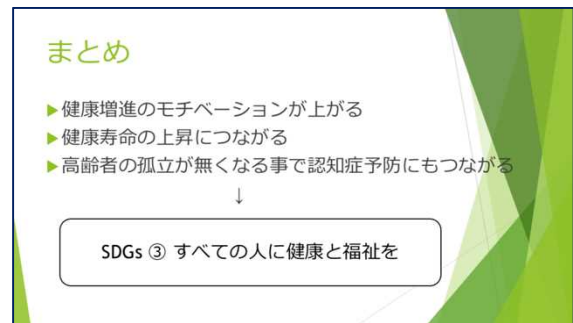 まとめ
▶健康増進のモチベーションが上がる
▶健康寿命の上昇につながる
▶高齢者の孤立が無くなる事で認知症予防にもつながる
↓
SDGs ③ すべての人に健康と福祉を